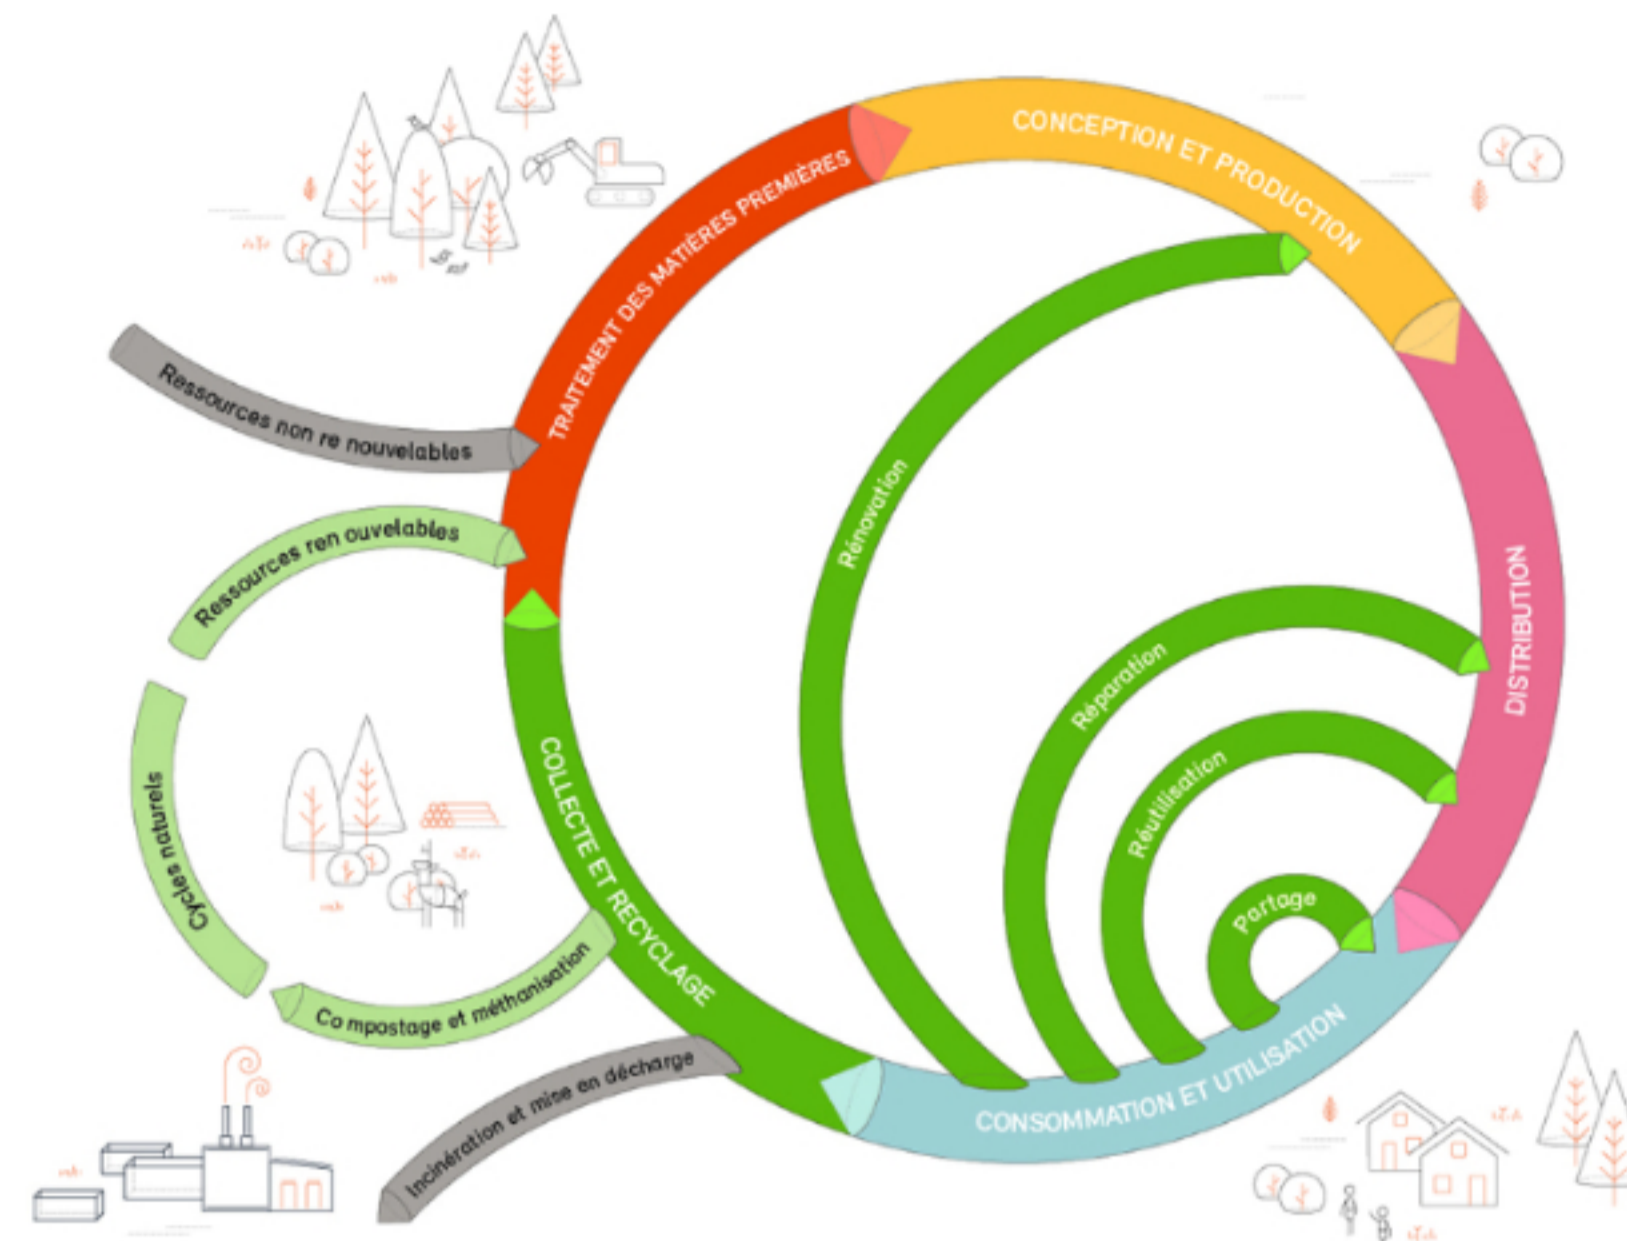 CONCEPTION ET PRODUCTION
TRAITEMENT DES MATIÈRES PREMIÈRES
Ressources non re nouvelables
Rénovation
Ressources ren ouvelables
DISTRIBUTION
Réparation
Réutilisation
COLLECTE ET RECYCLAGE
Cycles naturels
Partage
Co mpostage et méthanisation
CONSOMMATION ET UTILISATION
Incinération et mise en décharge